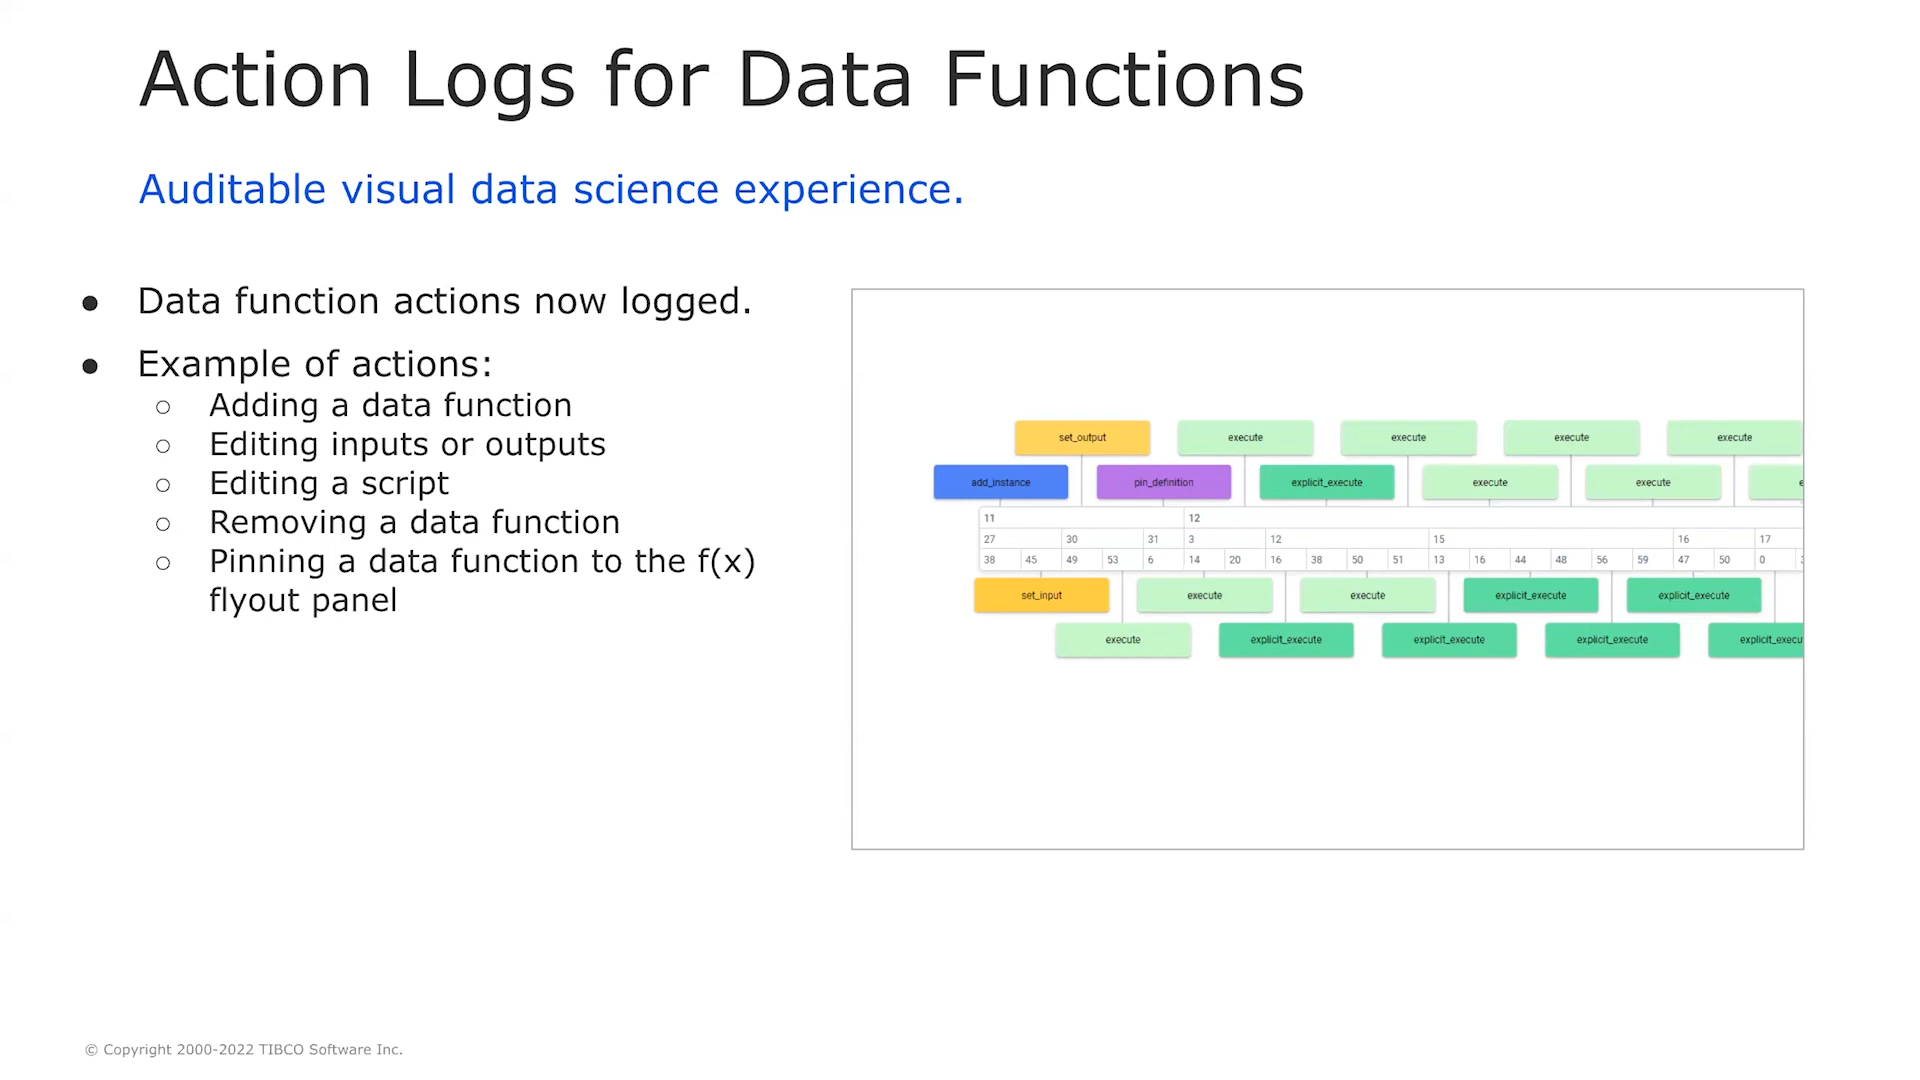 Action Logs for Data Functions
Auditable visual data science experience.
● Data function actions now logged.
● Example of actions:
○ Adding a data function
○ Editing inputs or outputs
○ Editing a script
○ Removing a data function
○ Pinning a data function to the f(x)
flyout panel
set_output execute execute execute execute
add_instance pin_definition explicit_execute execute execute
11 12
27 30 31 3 12 15 16 17
38 45 49 53 6 14 20 16 38 50 51 13 16 44 48 56 59 47 50 0
set_input execute execute explicit_execute explicit_execute
execute explicit_execute explicit_execute explicit_execute explicit_execu
© Copyright 2000-2022 TIBCO Software Inc.